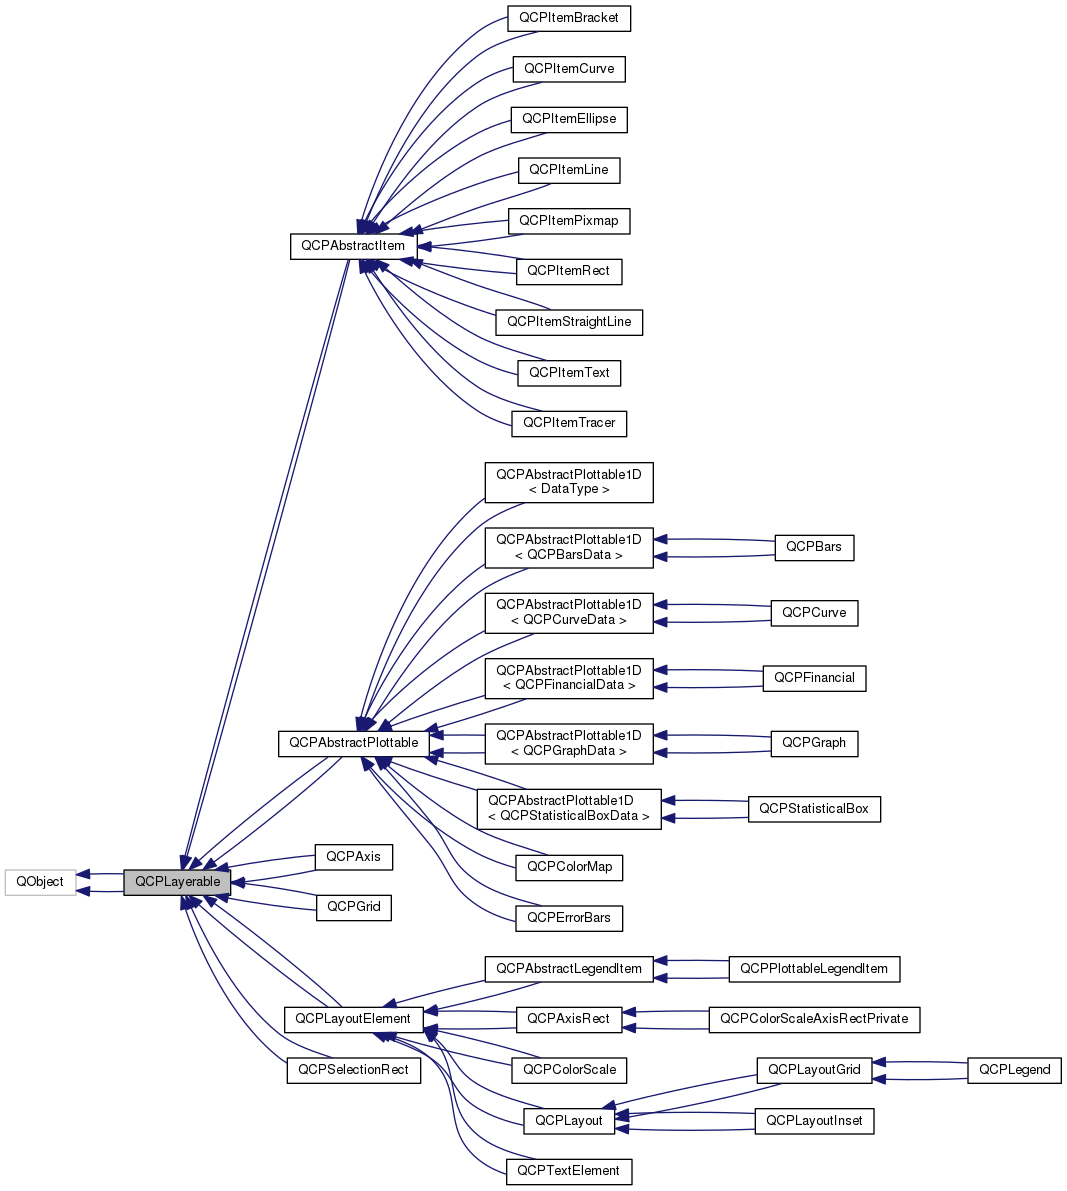 QCPItemBracket
QCPItemCurve
QCPItemEllipse
QCPItemLine
QCPItemPixmap
QCPAbstractItem
QCPItemRect
QCPItemStraightLine
QCPItemText
QCPItemTracer
QCPAbstractPlottable1D
< DataType >
QCPAbstractPlottable1D
< QCPBarsData >
QCPBars
QCPAbstractPlottable1D
< QCPCurveData >
QCPCurve
QCPAbstractPlottable1D
< QCPFinancialData >
QCPFinancial
QCPAbstractPlottable
QCPAbstractPlottable1D
< QCPGraphData >
QCPGraph
QCPAbstractPlottable1D
< QCPStatisticalBoxData >
QCPStatisticalBox
QCPAxis
QCPColorMap
QObject
QCPLayerable
QCPGrid
QCPErrorBars
QCPAbstractLegendItem
QCPPlottableLegendItem
QCPLayoutElement
QCPAxisRect
QCPColorScaleAxisRectPrivate
QCPSelectionRect
QCPColorScale
QCPLayoutGrid
QCPLegend
QCPLayout
QCPLayoutInset
QCPTextElement